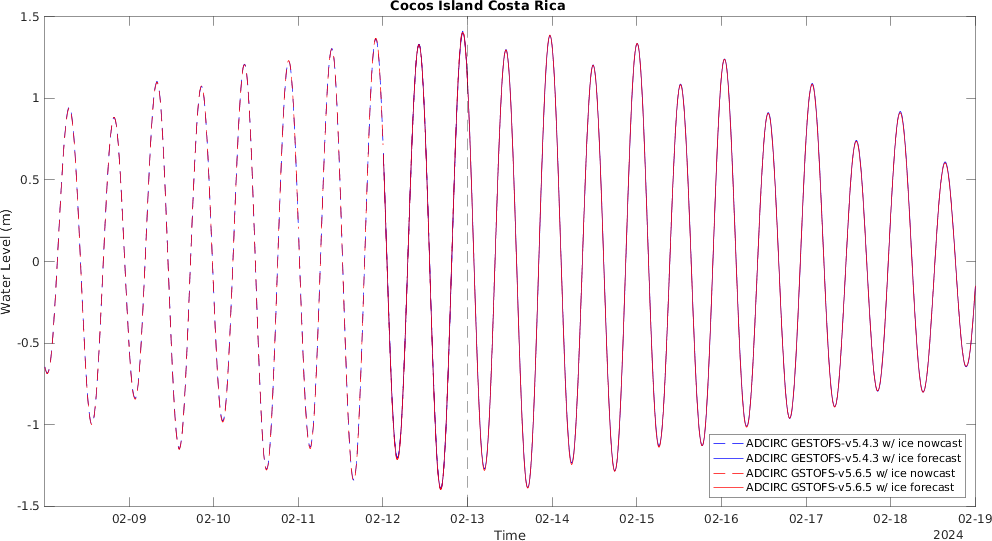 Cocos Island Costa Rica
1.5
1
0.5
0
-0.5
-1
-1.5
Water Level (m)
ADCIRC GESTOFS-v5.4.3 w/ ice nowcast
ADCIRC GESTOFS-v5.4.3 w/ ice forecast
ADCIRC GSTOFS-v5.6.5 w/ ice nowcast
ADCIRC GSTOFS-v5.6.5 w/ ice forecast
02-09 02-10 02-11 02-12 02-13 02-14 02-15 02-16 02-17 02-18 02-19
Time
2024